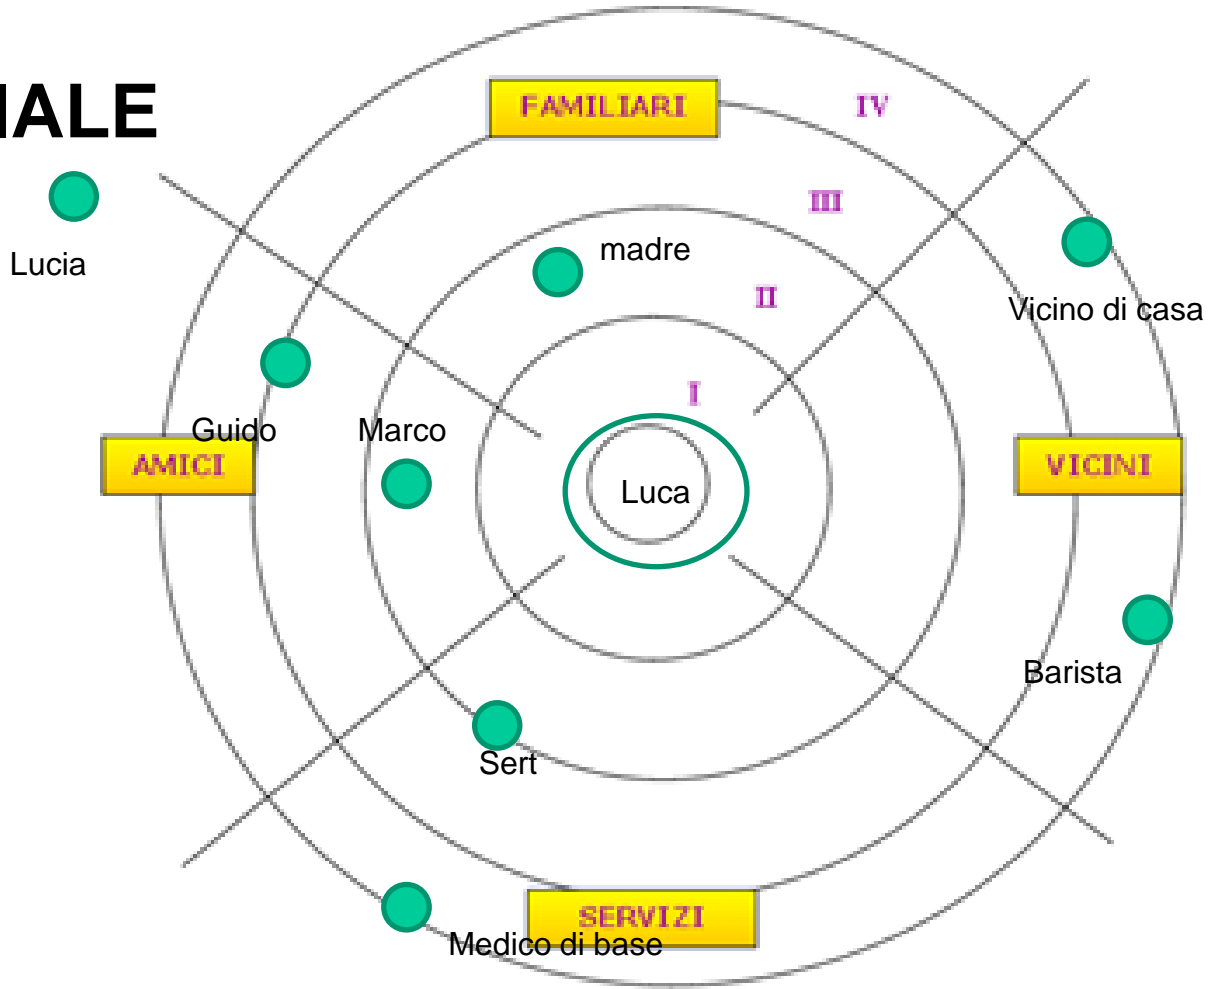 FAMILIARI
IV
NALE
III
madre
Lucia
II
Vicino di casa
I
Guido
Marco
AMICI
VICINI
Luca
Barista
Sert
SERVIZI
Medico di base